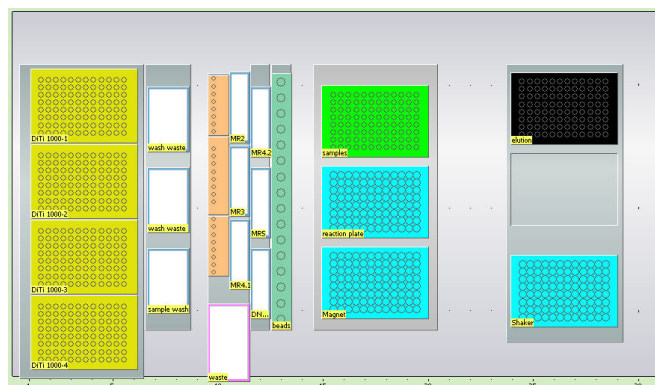 DiTi 1000-1
DiTi 1000-2
DiTi 1000-3
DiTi 1000-4
wash waste
wash waste
sample wash
MR2
MR3
MR4.1
waste
MR4.2
MR5
DN...
beads
samples
reaction plate
Magnet
elution
Shaker